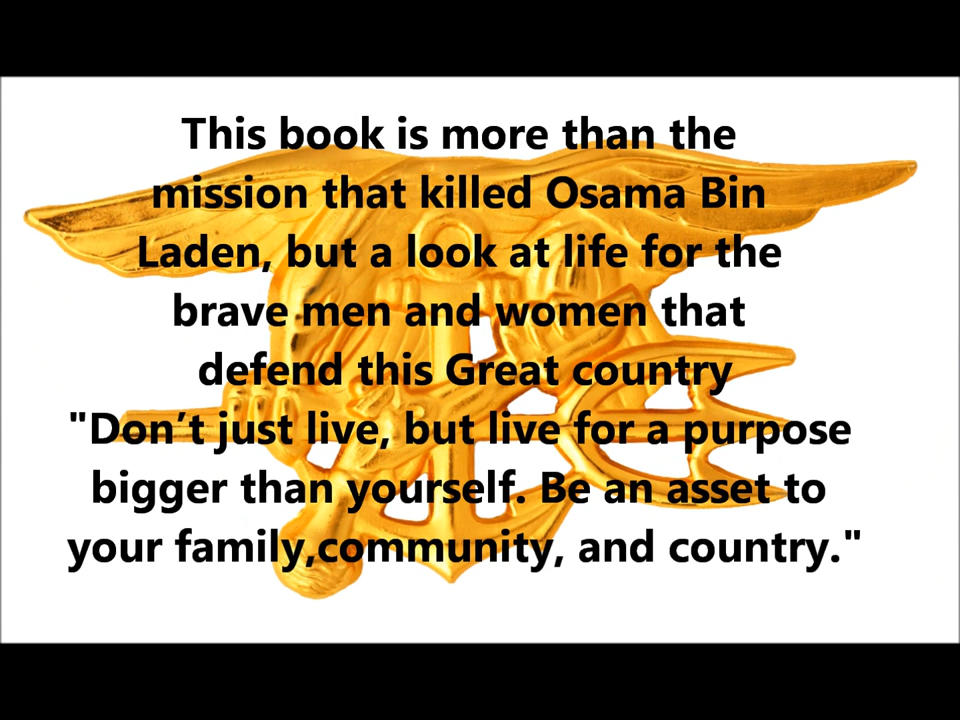 This book is more than the
mission that killed Osama Bin
Laden, but a look at life for the
brave men and women that
defend this Great country
"Don’t just live, but live for a purpose
bigger than yourself. Be an asset to
your family,community, and country."